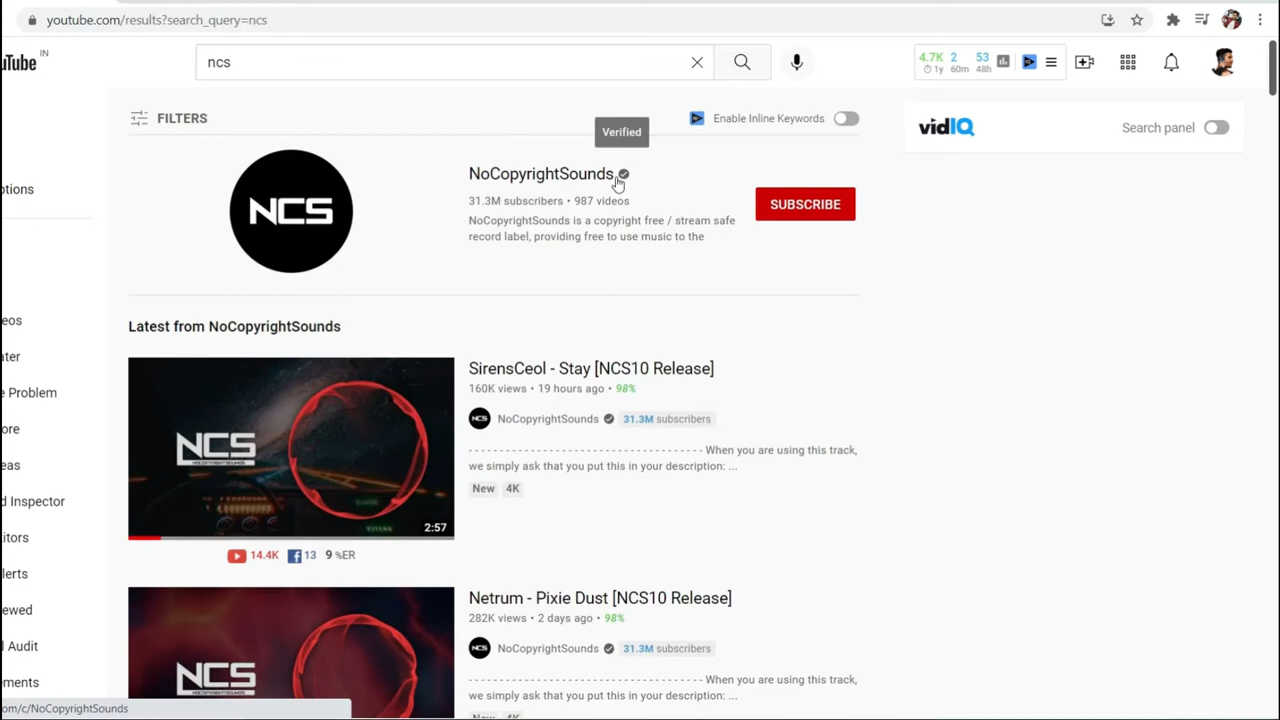 youtube.com/results?search_query=ncs
uTube IN
ncs
4.7K 2 53
1y 60m 48h
FILTERS
Enable Inline Keywords
vidIQ
Search panel
Verified
NCS
NoCopyrightSounds
31.3M subscribers • 987 videos
NoCopyrightSounds is a copyright free / stream safe
record label, providing free to use music to the
SUBSCRIBE
ptions
Latest from NoCopyrightSounds
eos
ater
e Problem
ore
eas
d Inspector
itors
lerts
ewed
l Audit
ments
NCS
NOCOPYRIGHTSOUNDS
2:57
SirensCeol - Stay [NCS10 Release]
160K views • 19 hours ago • 98%
NCS NoCopyrightSounds 31.3M subscribers
- - - - - - - - - - - - - - - - - - - - - - - - - - - - - - - - - When you are using this track,
we simply ask that you put this in your description: ...
New 4K
14.4K 13 9 %ER
NCS
NOCOPYRIGHTSOUNDS
Netrum - Pixie Dust [NCS10 Release]
282K views • 2 days ago • 98%
NCS NoCopyrightSounds 31.3M subscribers
- - - - - - - - - - - - - - - - - - - - - - - - - - - - - - - - - When you are using this track,
we simply ask that you put this in your description: ...
New 4K
om/c/NoCopyrightSounds